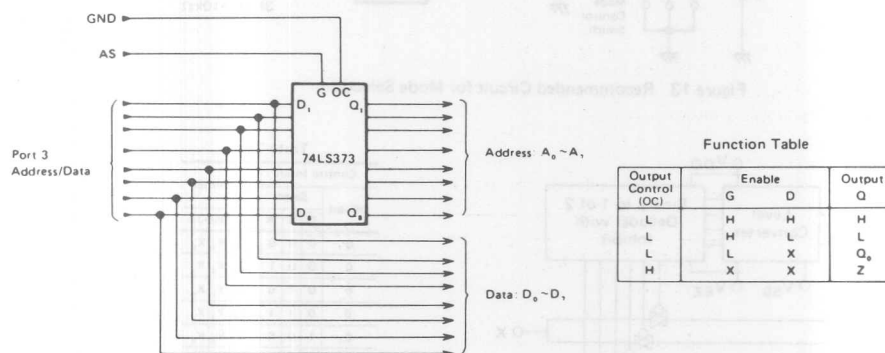 GND
AS
G OC
D₁ Q₁
74LS373
D₈ Q₈
Port 3
Address/Data
Address: A₀~A₇
Data: D₀~D₇
Function Table
Output
Control
(OC)
Enable
G D
Output
Q
L H H H
L H L L
L L X Q₀
H X X Z